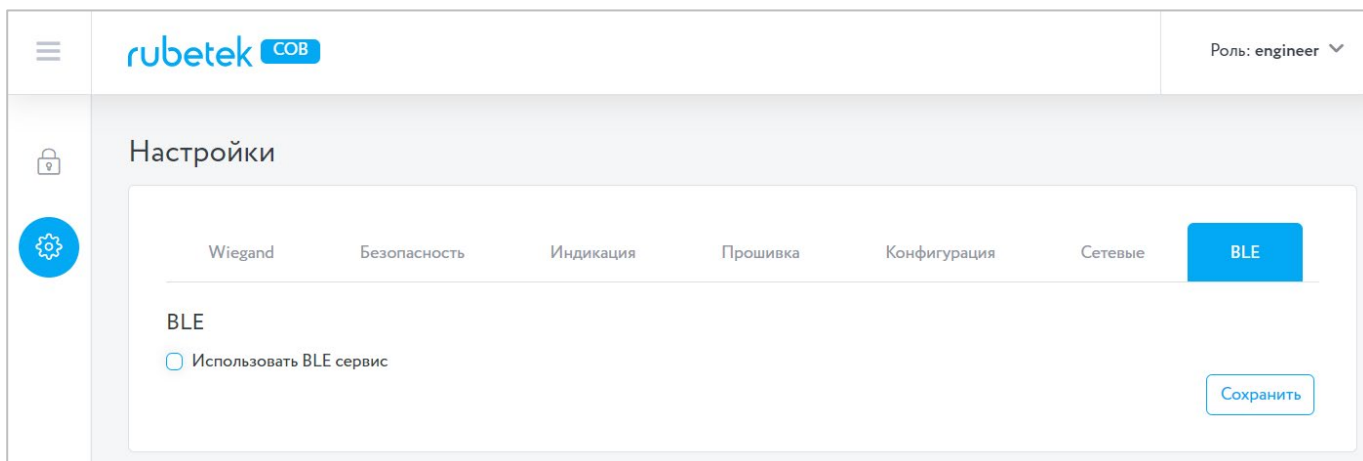 rubetek СОВ
Роль: engineer
Настройки
Wiegand Безопасность Индикация Прошивка Конфигурация Сетевые BLE
BLE
Использовать BLE сервис
Сохранить